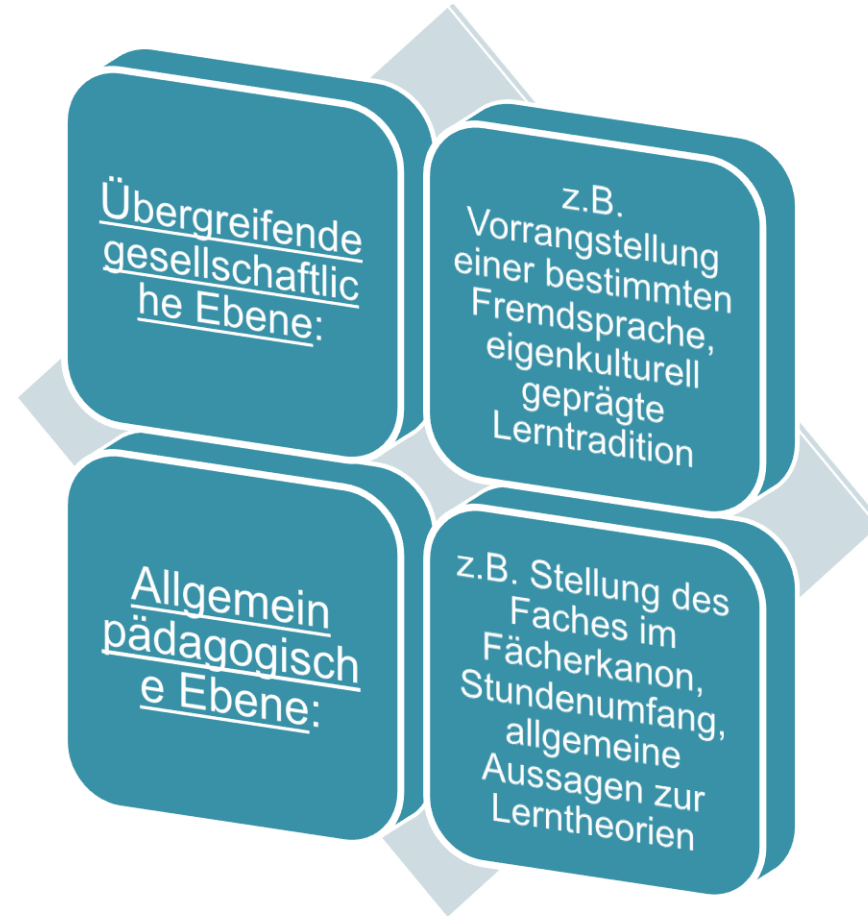 Übergreifende
gesellschaftlic
he Ebene:
z.B.
Vorrangstellung
einer bestimmten
Fremdsprache,
eigenkulturell
geprägte
Lerntradition
Allgemein
pädagogisch
e Ebene:
z.B. Stellung des
Faches im
Fächerkanon,
Stundenumfang,
allgemeine
Aussagen zur
Lerntheorien